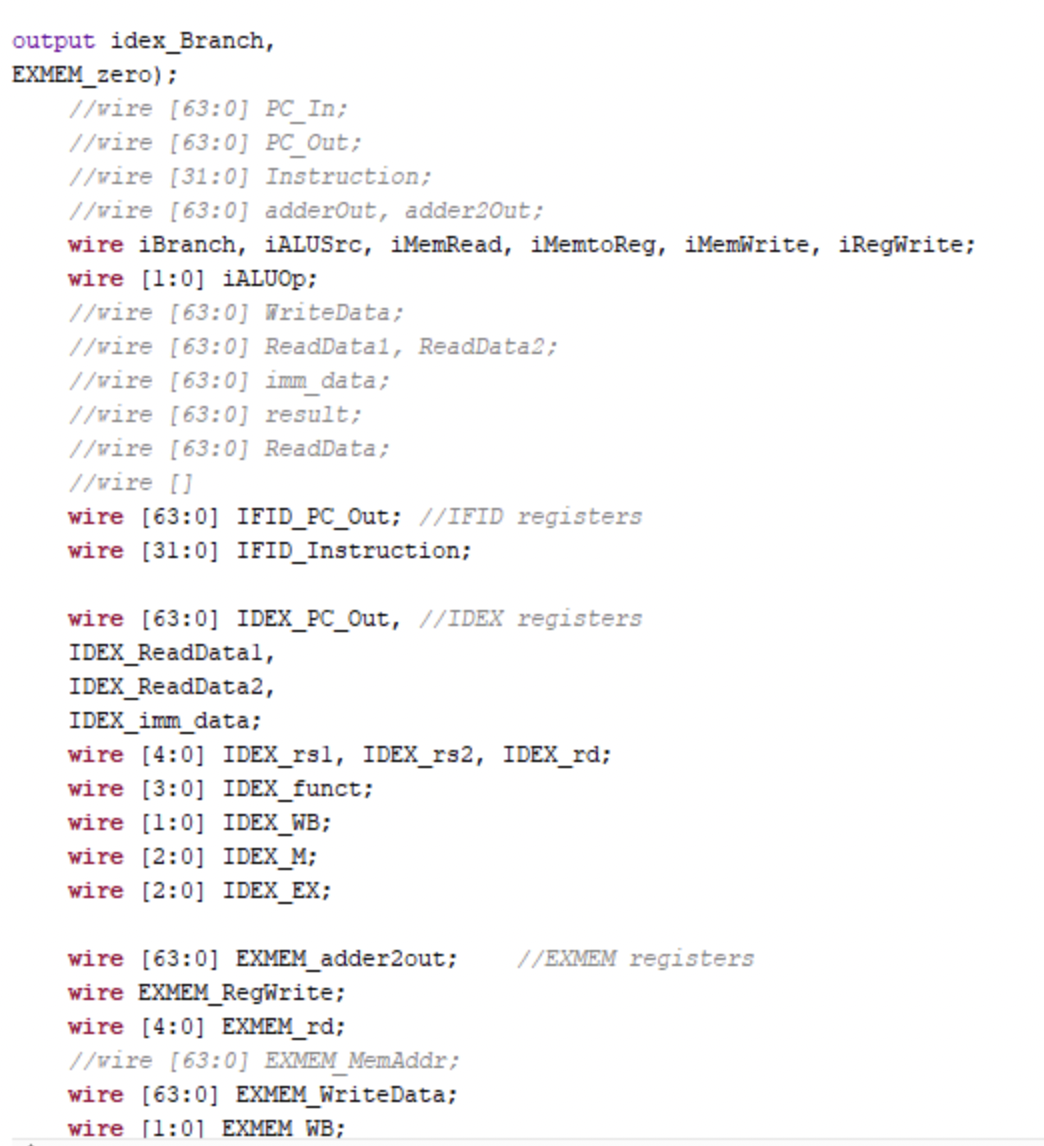 output idex_Branch,
EXMEM_zero);
//wire [63:0] PC_In;
//wire [63:0] PC_Out;
//wire [31:0] Instruction;
//wire [63:0] adderOut, adder2Out;
wire iBranch, iALUSrc, iMemRead, iMemtoReg, iMemWrite, iRegWrite;
wire [1:0] iALUOp;
//wire [63:0] WriteData;
//wire [63:0] ReadData1, ReadData2;
//wire [63:0] imm_data;
//wire [63:0] result;
//wire [63:0] ReadData;
//wire []
wire [63:0] IFID_PC_Out; //IFID registers
wire [31:0] IFID_Instruction;
wire [63:0] IDEX_PC_Out, //IDEX registers
IDEX_ReadData1,
IDEX_ReadData2,
IDEX_imm_data;
wire [4:0] IDEX_rs1, IDEX_rs2, IDEX_rd;
wire [3:0] IDEX_funct;
wire [1:0] IDEX_WB;
wire [2:0] IDEX_M;
wire [2:0] IDEX_EX;
wire [63:0] EXMEM_adder2out; //EXMEM registers
wire EXMEM_RegWrite;
wire [4:0] EXMEM_rd;
//wire [63:0] EXMEM_MemAddr;
wire [63:0] EXMEM_WriteData;
wire [1:0] EXMEM_WB;